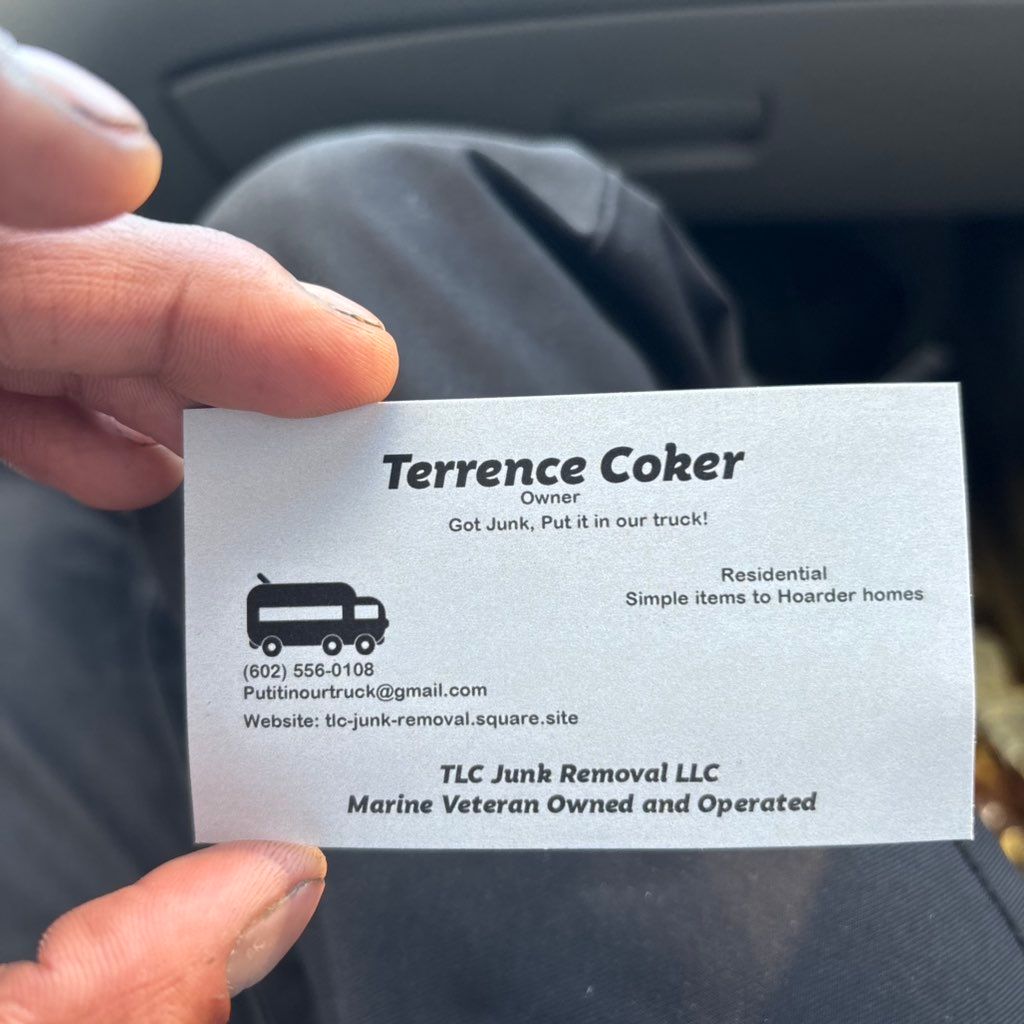 Terrence Coker
Owner
Got Junk, Put it in our truck!
Residential
Simple items to Hoarder homes
(602) 556-0108
Putitinourtruck@gmail.com
Website: tlc-junk-removal.square.site
TLC Junk Removal LLC
Marine Veteran Owned and Operated